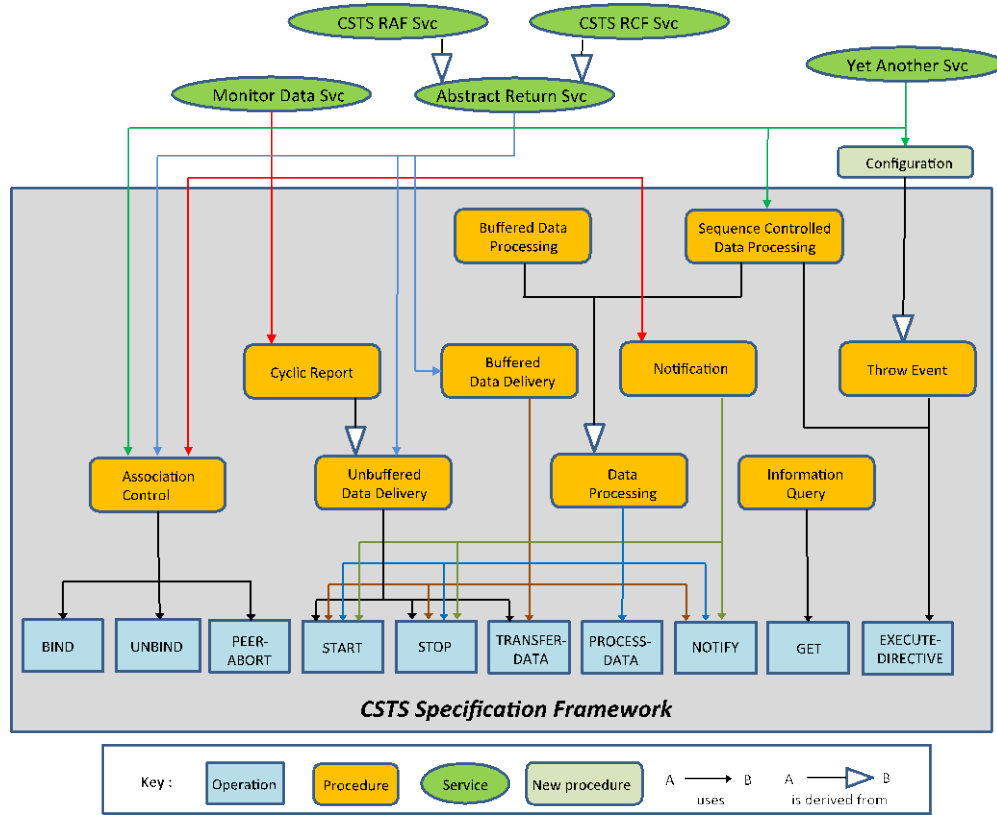 CSTS RAF Svc
CSTS RCF Svc
Yet Another Svc
Monitor Data Svc
Abstract Return Svc
Configuration
Buffered Data
Processing
Sequence Controlled
Data Processing
Cyclic Report
Buffered
Data Delivery
Notification
Throw Event
Association
Control
Unbuffered
Data Delivery
Data
Processing
Information
Query
BIND
UNBIND
PEER-
ABORT
START
STOP
TRANSFER-
DATA
PROCESS-
DATA
NOTIFY
GET
EXECUTE-
DIRECTIVE
CSTS Specification Framework
Key :
Operation
Procedure
Service
New procedure
A
B
uses
A
B
is derived from